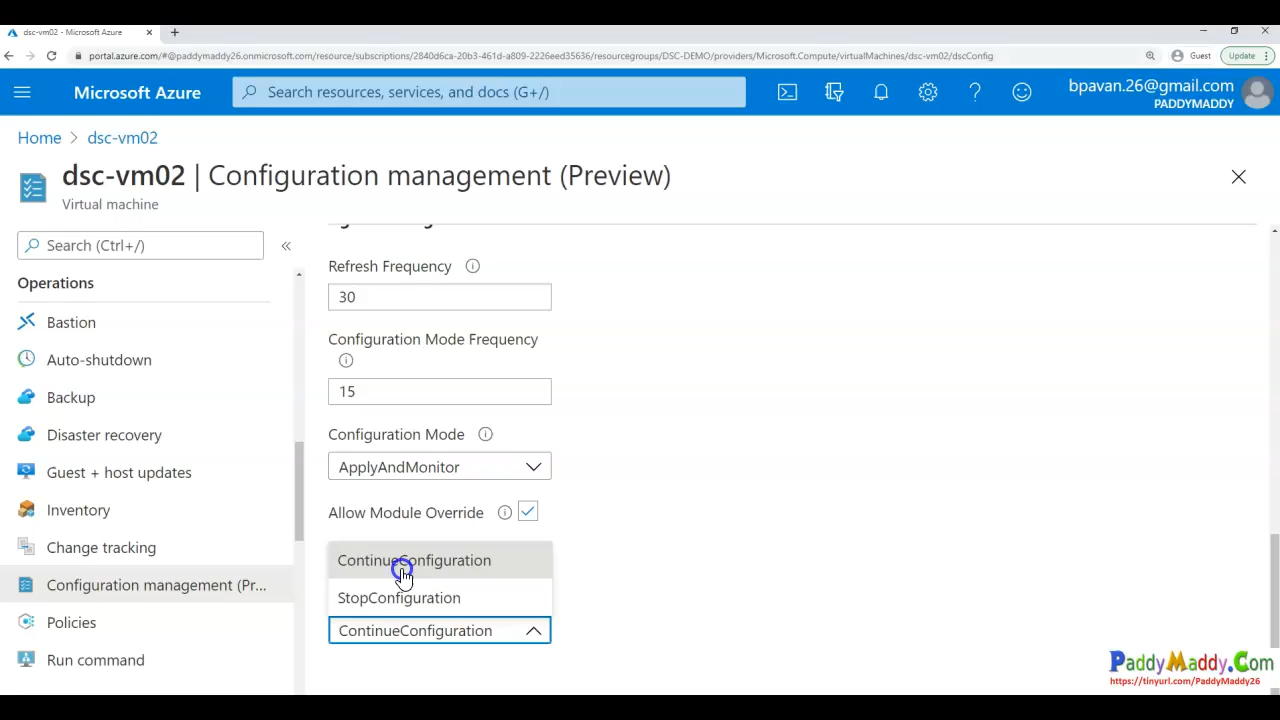 dsc-vm02 - Microsoft Azure
portal.azure.com/#@paddymaddy26.onmicrosoft.com/resource/subscriptions/2840d6ca-20b3-461d-a809-2226eed35636/resourcegroups/DSC-DEMO/providers/Microsoft.Compute/virtualMachines/dsc-vm02/dscConfig
Guest
Update
Microsoft Azure
Search resources, services, and docs (G+/)
bpavan.26@gmail.com
PADDYMADDY
Home > dsc-vm02
dsc-vm02 | Configuration management (Preview)
Virtual machine
Search (Ctrl+/)
«
Operations
Bastion
Auto-shutdown
Backup
Disaster recovery
Guest + host updates
Inventory
Change tracking
Configuration management (Pr...
Policies
Run command
Refresh Frequency
30
Configuration Mode Frequency
15
Configuration Mode
ApplyAndMonitor
Allow Module Override
ContinueConfiguration
StopConfiguration
ContinueConfiguration
PaddyMaddy.Com
https://tinyurl.com/PaddyMaddy26